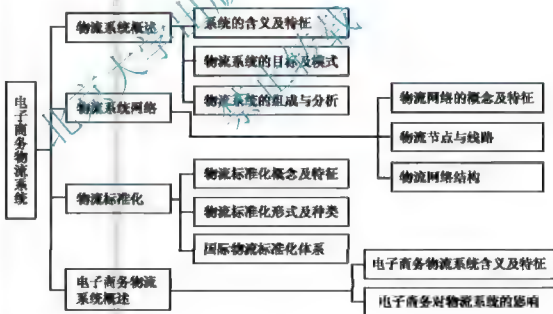 电子商务物流系统
物流系统概述
系统的含义及特征
物流系统的目标及模式
物流系统的组成与分析
物流系统网络
物流网络的概念及特征
物流节点与线路
物流网络结构
物流标准化
物流标准化概念及特征
物流标准化形式及种类
国际物流标准化体系
电子商务物流
系统概述
电子商务物流系统含义及特征
电子商务对物流系统的影响